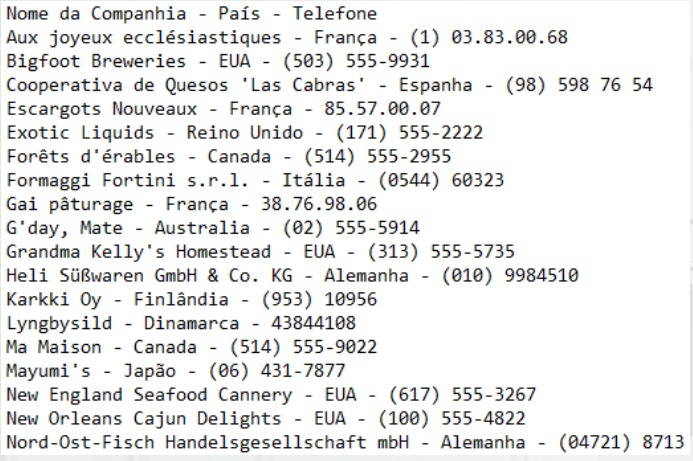 Nome da Companhia - País - Telefone
Aux joyeux ecclésiastiques - França - (1) 03.83.00.68
Bigfoot Breweries - EUA - (503) 555-9931
Cooperativa de Quesos 'Las Cabras' - Espanha - (98) 598 76 54
Escargots Nouveaux - França - 85.57.00.07
Exotic Liquids - Reino Unido - (171) 555-2222
Forêts d'érables - Canada - (514) 555-2955
Formaggi Fortini s.r.l. - Itália - (0544) 60323
Gai pâturage - França - 38.76.98.06
G'day, Mate - Australia - (02) 555-5914
Grandma Kelly's Homestead - EUA - (313) 555-5735
Heli Süßwaren GmbH & Co. KG - Alemanha - (010) 9984510
Karkki Oy - Finlândia - (953) 10956
Lyngbysild - Dinamarca - 43844108
Ma Maison - Canada - (514) 555-9022
Mayumi's - Japão - (06) 431-7877
New England Seafood Cannery - EUA - (617) 555-3267
New Orleans Cajun Delights - EUA - (100) 555-4822
Nord-Ost-Fisch Handelsgesellschaft mbH - Alemanha - (04721) 8713